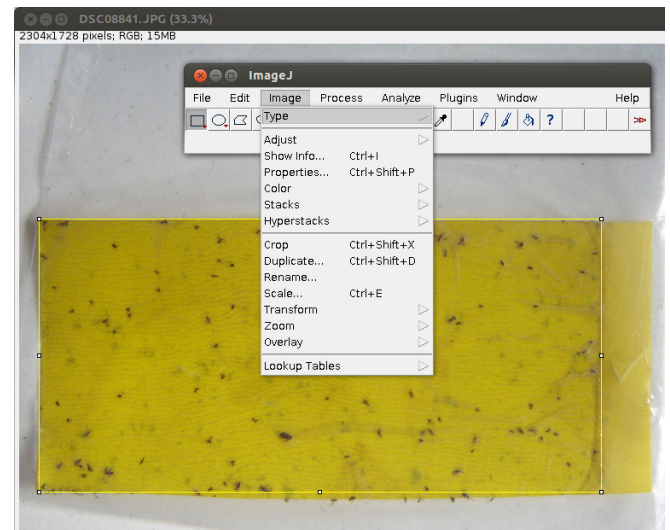 DSC08841.JPG (33.3%)
2304x1728 pixels; RGB; 15MB
ImageJ
File Edit Image Process Analyze Plugins Window Help
Type
Adjust
Show Info... Ctrl+I
Properties... Ctrl+Shift+P
Color
Stacks
Hyperstacks
Crop Ctrl+Shift+X
Duplicate... Ctrl+Shift+D
Rename...
Scale... Ctrl+E
Transform
Zoom
Overlay
Lookup Tables